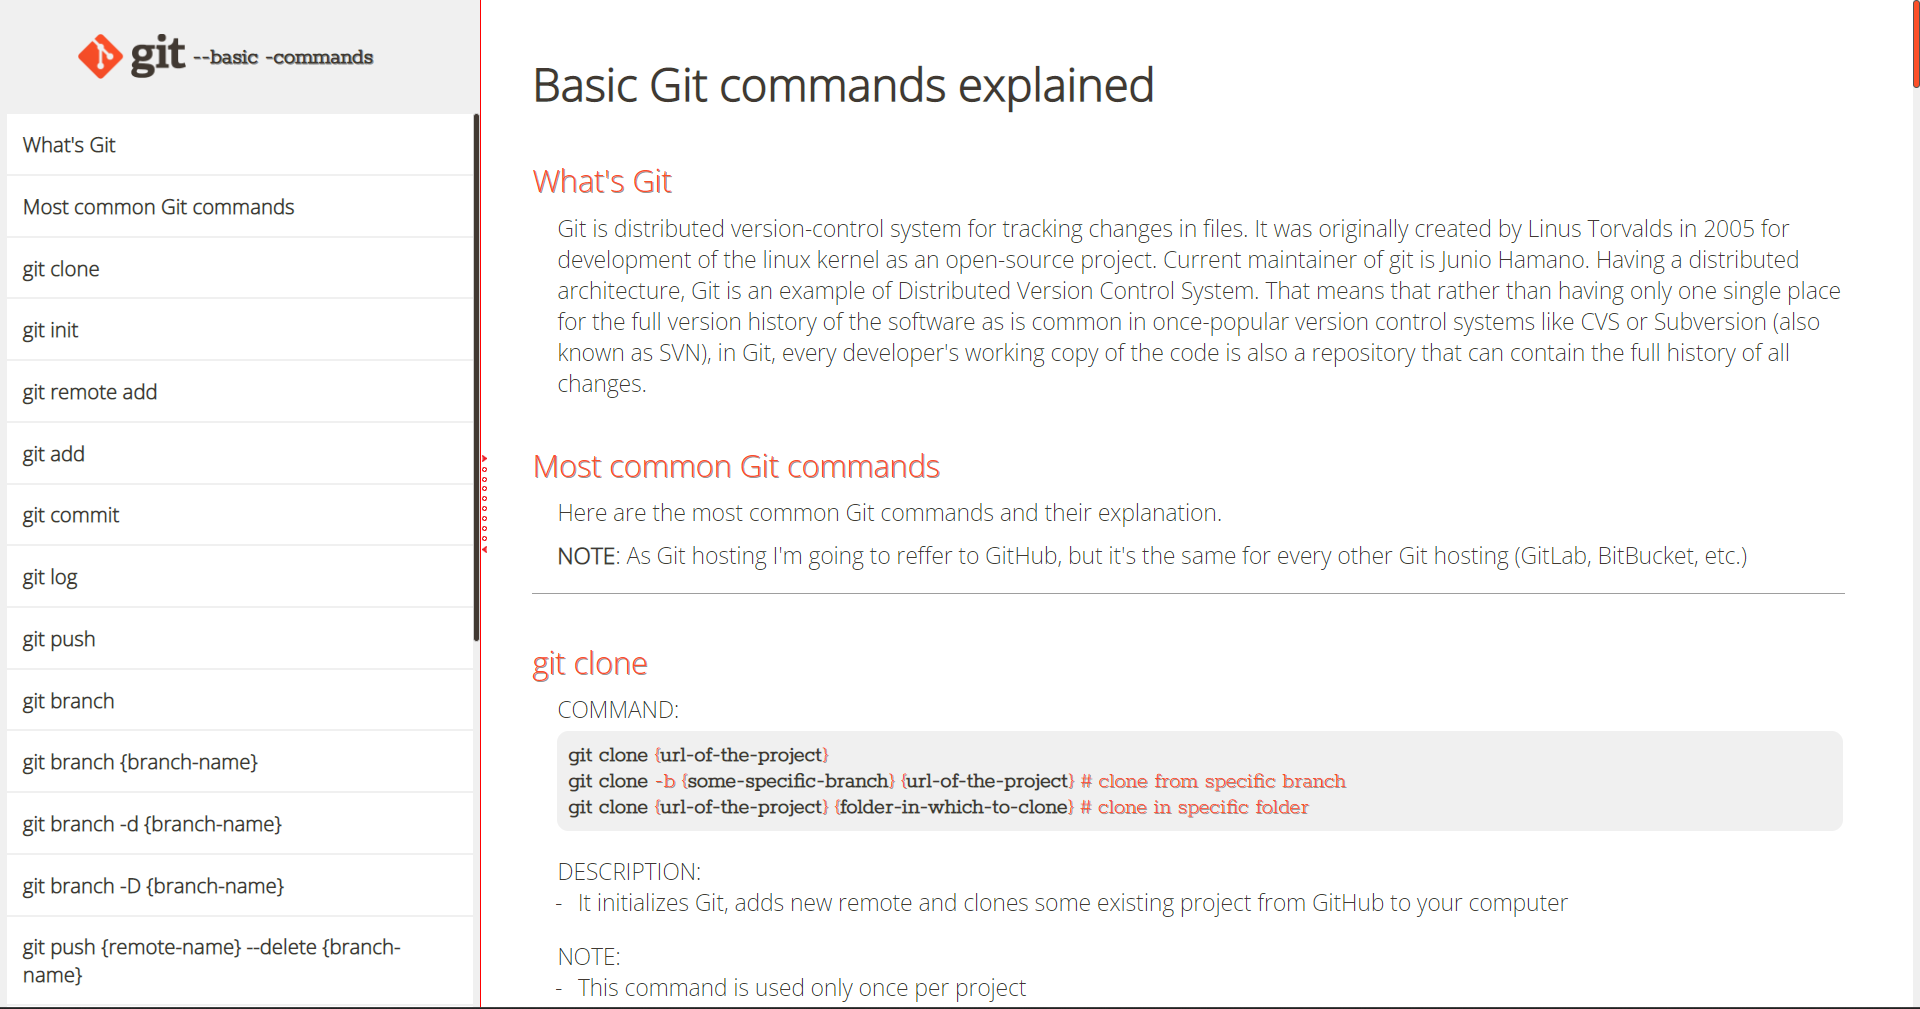 git --basic -commands
What's Git
Most common Git commands
git clone
git init
git remote add
git add
git commit
git log
git push
git branch
git branch {branch-name}
git branch -d {branch-name}
git branch -D {branch-name}
git push {remote-name} --delete {branch-
name}
Basic Git commands explained
What's Git
Git is distributed version-control system for tracking changes in files. It was originally created by Linus Torvalds in 2005 for
development of the linux kernel as an open-source project. Current maintainer of git is Junio Hamano. Having a distributed
architecture, Git is an example of Distributed Version Control System. That means that rather than having only one single place
for the full version history of the software as is common in once-popular version control systems like CVS or Subversion (also
known as SVN), in Git, every developer's working copy of the code is also a repository that can contain the full history of all
changes.
Most common Git commands
Here are the most common Git commands and their explanation.
NOTE: As Git hosting I'm going to reffer to GitHub, but it's the same for every other Git hosting (GitLab, BitBucket, etc.)
git clone
COMMAND:
git clone {url-of-the-project}
git clone -b {some-specific-branch} {url-of-the-project} # clone from specific branch
git clone {url-of-the-project} {folder-in-which-to-clone} # clone in specific folder
DESCRIPTION:
- It initializes Git, adds new remote and clones some existing project from GitHub to your computer
NOTE:
- This command is used only once per project